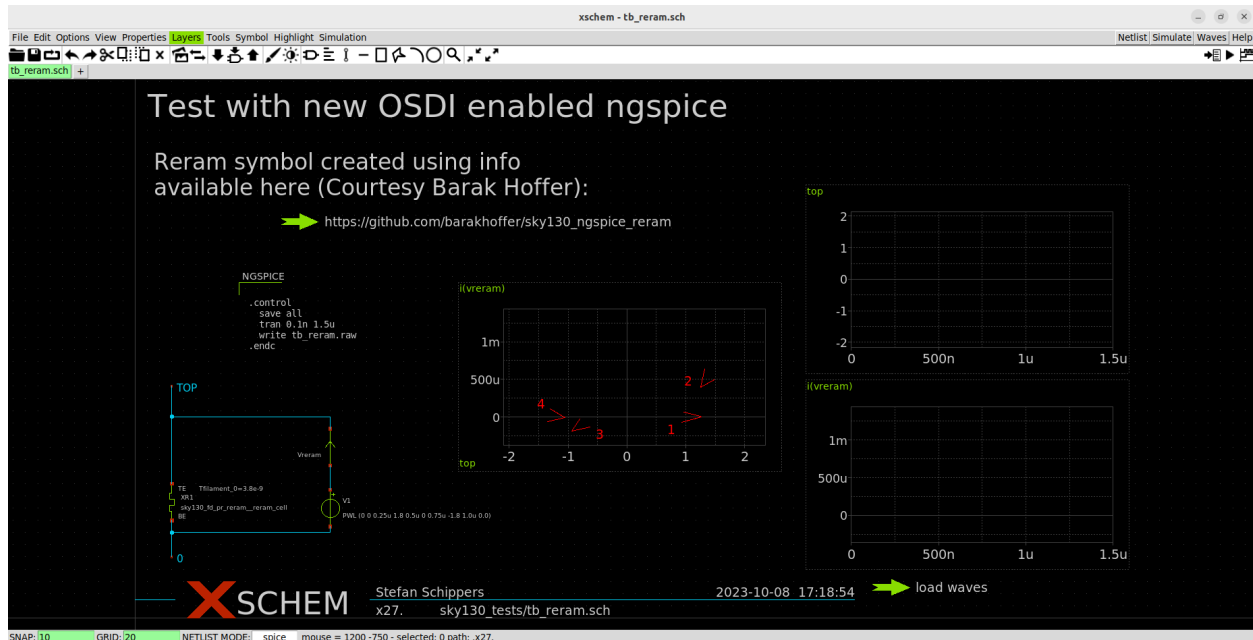 xschem - tb_reram.sch
File Edit Options View Properties Layers Tools Symbol Highlight Simulation
Netlist Simulate Waves Help
tb_reram.sch +
Test with new OSDI enabled ngspice
Reram symbol created using info
available here (Courtesy Barak Hoffer):
https://github.com/barakhoffer/sky130_ngspice_reram
NGSPICE
.control
save all
tran 0.1n 1.5u
write tb_reram.raw
.endc
TOP
Vreram
TE Tfilament_0=3.8e-9
XR1
sky130_fd_pr_reram__reram_cell
BE
V1
PWL (0 0 0.25u 1.8 0.5u 0 0.75u -1.8 1.0u 0.0)
0
i(vreram)
1m
500u
0
2
4
3
1
top
-2 -1 0 1 2
top
2
1
0
-1
-2
0 500n 1u 1.5u
i(vreram)
1m
500u
0
0 500n 1u 1.5u
load waves
XSCHEM
Stefan Schippers
2023-10-08 17:18:54
x27. sky130_tests/tb_reram.sch
SNAP: 10 GRID: 20 NETLIST MODE: spice mouse = 1200 -750 - selected: 0 path: .x27.